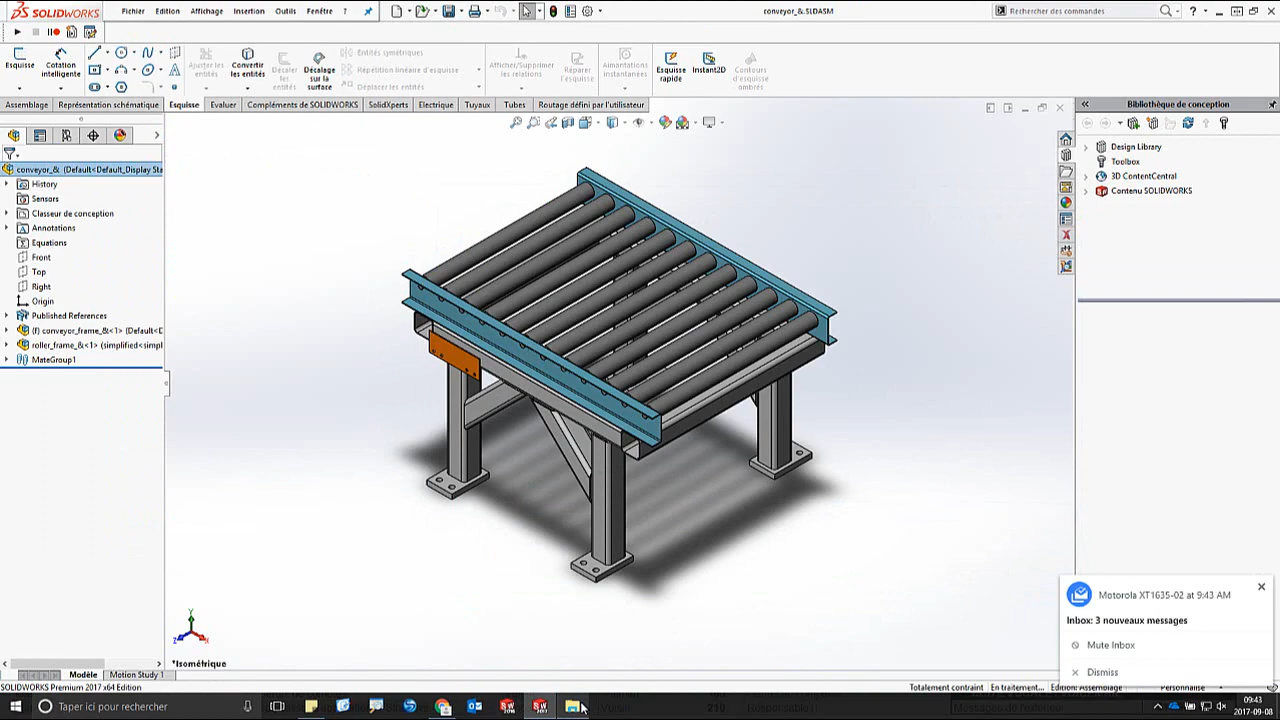 SOLIDWORKS
Fichier Edition Affichage Insertion Outils Fenêtre ?
conveyor_&.SLDASM
Rechercher des commandes
Esquisse
Cotation intelligente
Ajuster les entités
Convertir les entités
Décaler les entités
Décalage sur la surface
Entités symétriques
Répétition linéaire d'esquisse
Déplacer les entités
Afficher/Supprimer les relations
Réparer l'esquisse
Aimantations instantanées
Esquisse rapide
Instant2D
Contours d'esquisse ombrés
Assemblage Représentation schématique Esquisse Evaluer Compléments de SOLIDWORKS SolidXperts Electrique Tuyaux Tubes Routage défini par l'utilisateur
Bibliothèque de conception
conveyor_& (Default<Default_Display Sta
History
Sensors
Classeur de conception
Annotations
Equations
Front
Top
Right
Origin
Published References
(f) conveyor_frame_&<1> (Default<D
roller_frame_&<1> (simplified<simpl
MateGroup1
Design Library
Toolbox
3D ContentCentral
Contenu SOLIDWORKS
Y
Z
X
*Isométrique
Motorola XT1635-02 at 9:43 AM
Inbox: 3 nouveaux messages
Mute Inbox
Dismiss
Modèle Motion Study 1
SOLIDWORKS Premium 2017 x64 Edition
Totalement contraint En traitement... Edition: Assemblage Personnalisé
Taper ici pour rechercher
09:43
2017-09-08